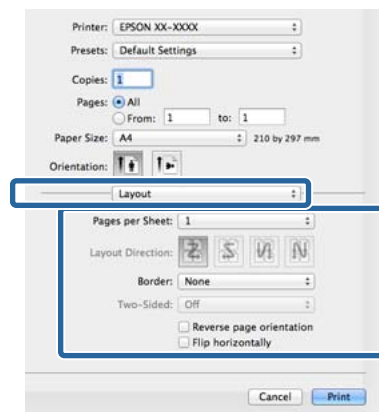 Printer: EPSON XX-XXXX
Presets: Default Settings
Copies: 1
Pages: All
From: 1 to: 1
Paper Size: A4 210 by 297 mm
Orientation:
Layout
Pages per Sheet: 1
Layout Direction:
Border: None
Two-Sided: Off
Reverse page orientation
Flip horizontally
Cancel Print